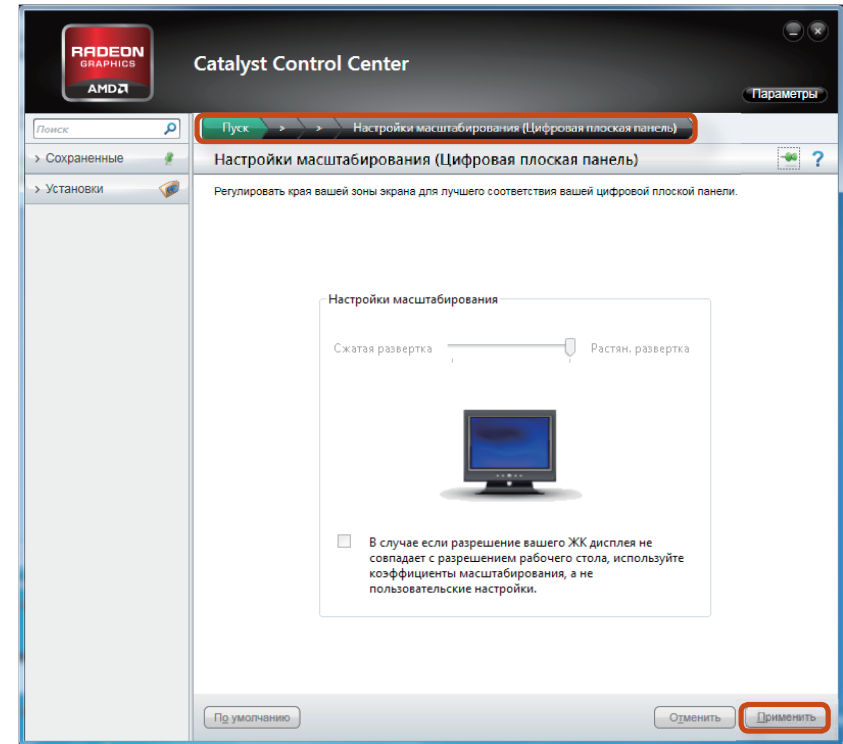 RADEON
GRAPHICS
AMD
Catalyst Control Center
Параметры
Поиск
Пуск > > Настройки масштабирования (Цифровая плоская панель)
> Сохраненные
Настройки масштабирования (Цифровая плоская панель)
?
> Установки
Регулировать края вашей зоны экрана для лучшего соответствия вашей цифровой плоской панели.
Настройки масштабирования
Сжатая развертка
Растян. развертка
В случае если разрешение вашего ЖК дисплея не
совпадает с разрешением рабочего стола, используйте
коэффициенты масштабирования, а не
пользовательские настройки.
По умолчанию
Отменить
Применить